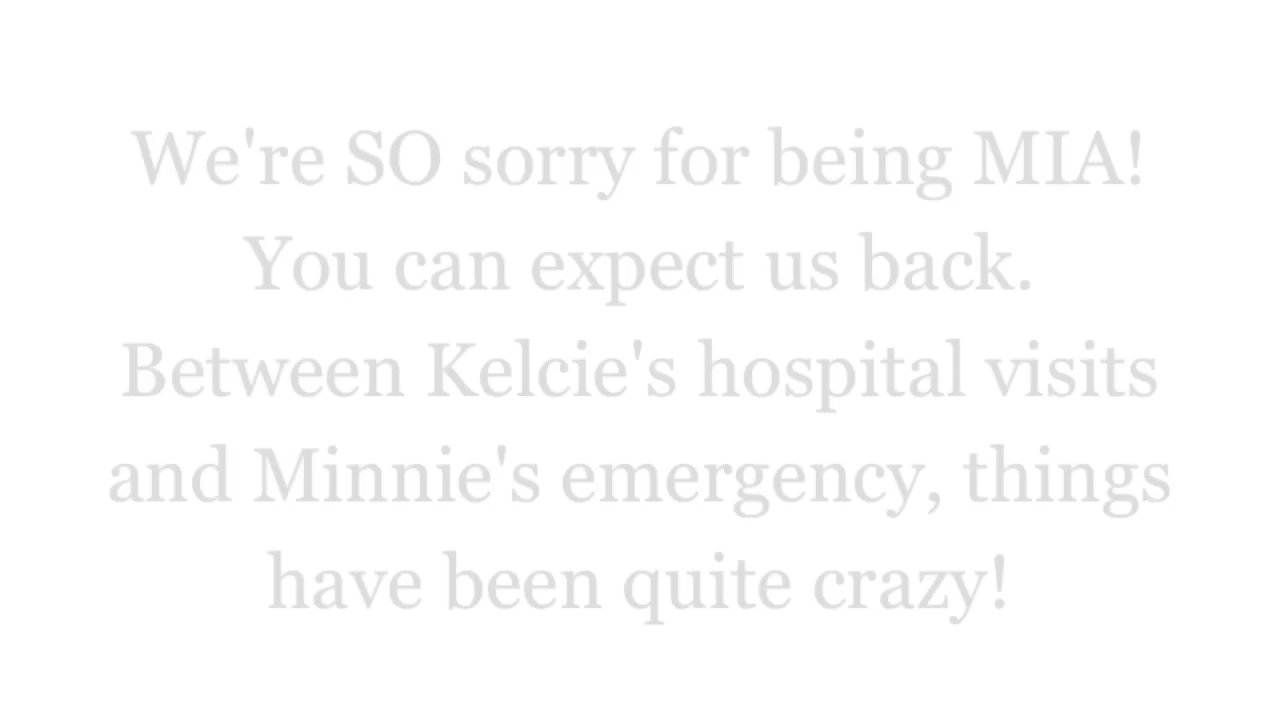 We're SO sorry for being MIA!
You can expect us back.
Between Kelcie's hospital visits
and Minnie's emergency, things
have been quite crazy!